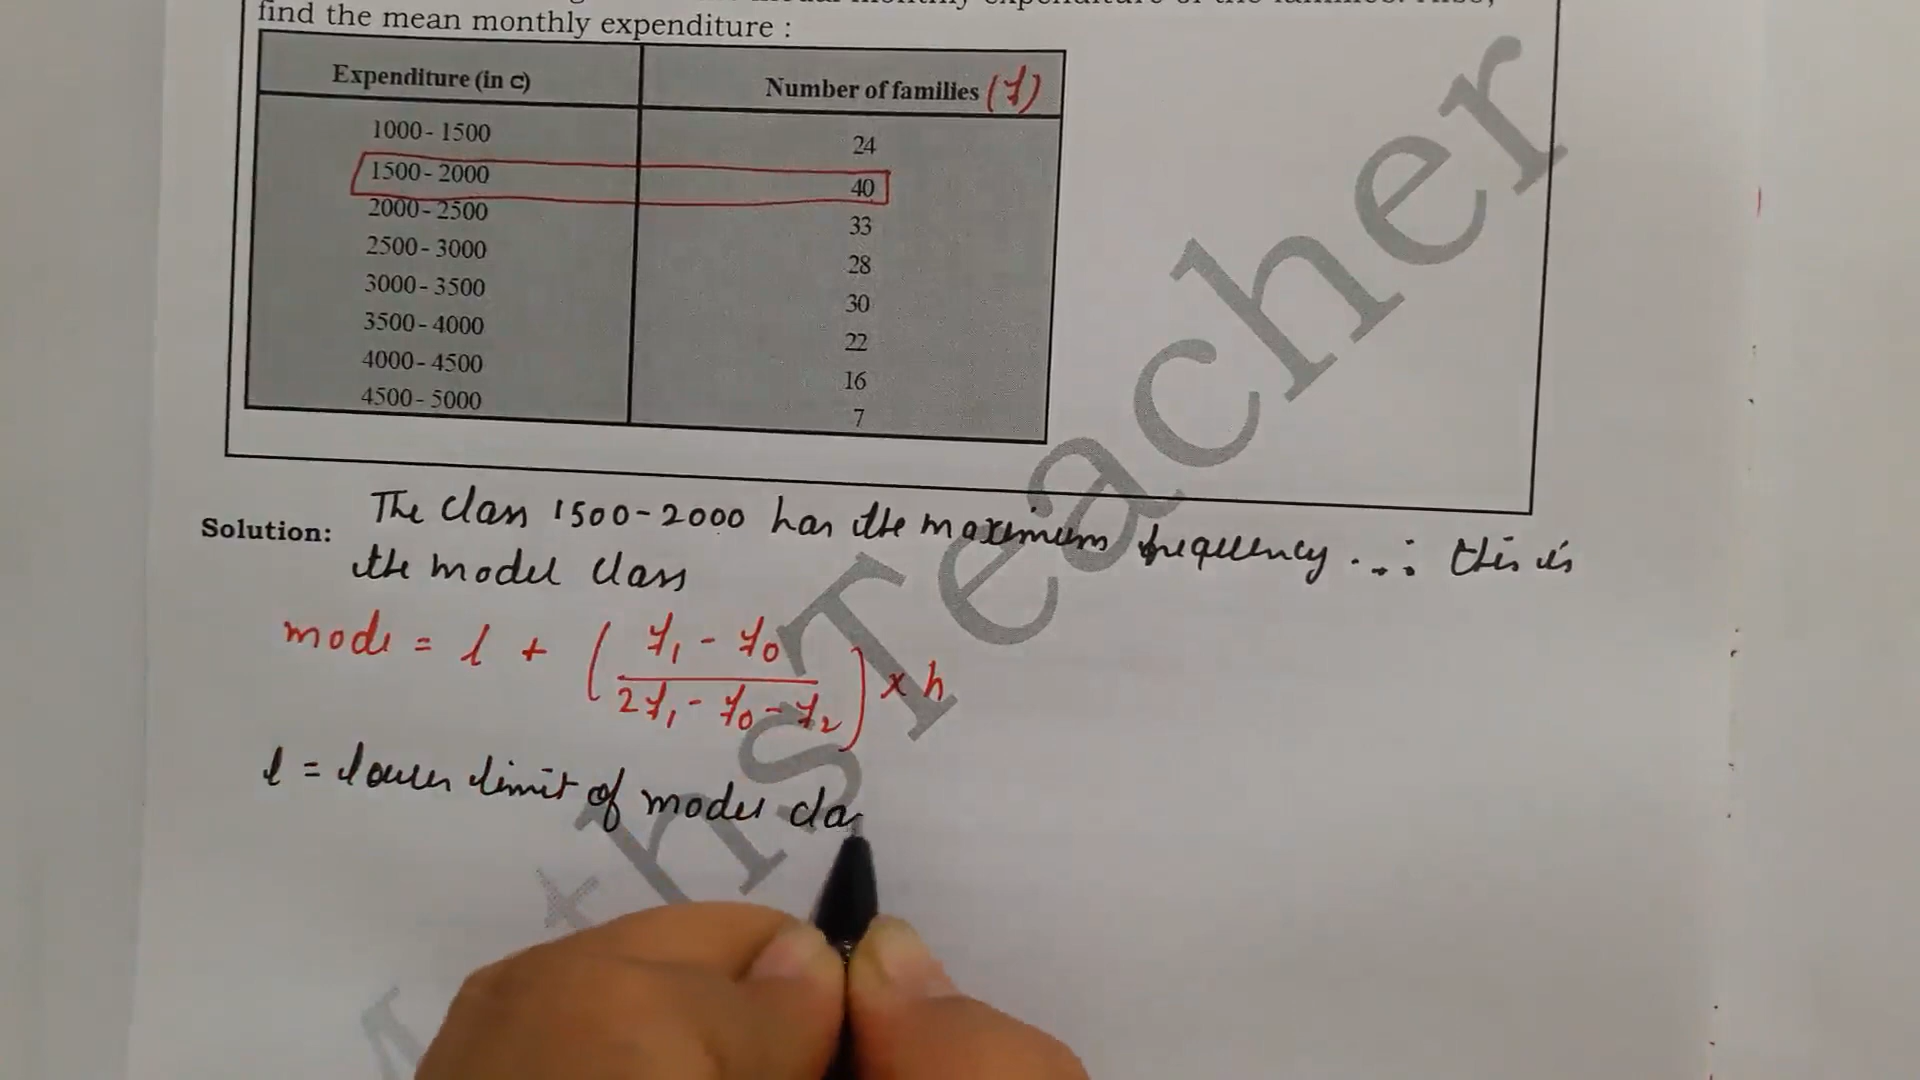 find the mean monthly expenditure :
Expenditure (in c) Number of families (f)
1000 - 1500 24
1500 - 2000 40
2000 - 2500 33
2500 - 3000 28
3000 - 3500 30
3500 - 4000 22
4000 - 4500 16
4500 - 5000 7
Solution: The class 1500-2000 has the maximum frequency. ∴ this is
the modal class
mode = l + (f₁ - f₀ / 2f₁ - f₀ - f₂) × h
l = lower limit of modal cla
Teacher